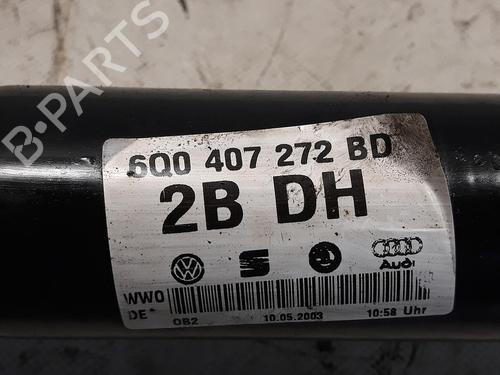 B-PARTS
6Q0 407 272 BD
2B DH
Audi
WWO
DE*
OB2 10.05.2003 10:58 Uhr